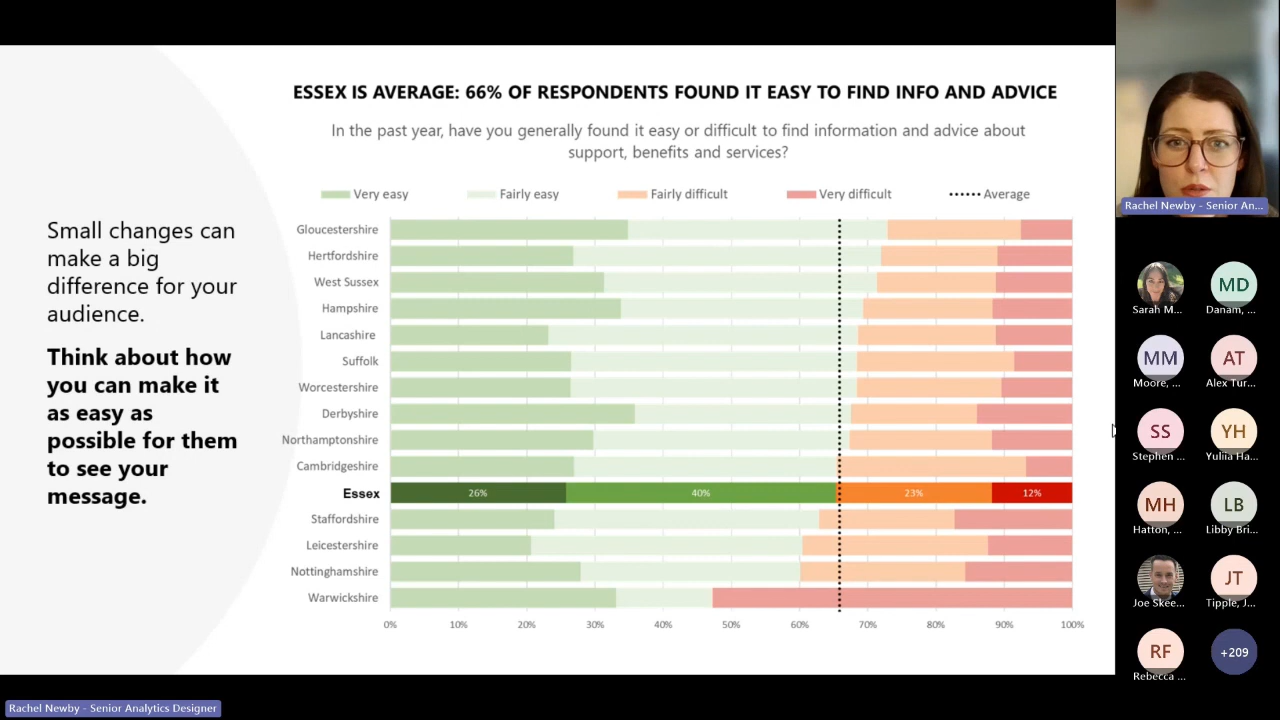 ESSEX IS AVERAGE: 66% OF RESPONDENTS FOUND IT EASY TO FIND INFO AND ADVICE
In the past year, have you generally found it easy or difficult to find information and advice about
support, benefits and services?
Very easy
Fairly easy
Fairly difficult
Very difficult
Average
Small changes can
make a big
difference for your
audience.
Think about how
you can make it
as easy as
possible for them
to see your
message.
Gloucestershire
Hertfordshire
West Sussex
Hampshire
Lancashire
Suffolk
Worcestershire
Derbyshire
Northamptonshire
Cambridgeshire
Essex 26% 40% 23% 12%
Staffordshire
Leicestershire
Nottinghamshire
Warwickshire
0% 10% 20% 30% 40% 50% 60% 70% 80% 90% 100%
Rachel Newby - Senior An...
MD
Sarah M... Danam, ...
MM AT
Moore, ... Alex Tur...
SS YH
Stephen ... Yuliia Ha...
MH LB
Hatton, ... Libby Bri...
JT
Joe Skee... Tipple, J...
RF +209
Rebecca ...
Rachel Newby - Senior Analytics Designer